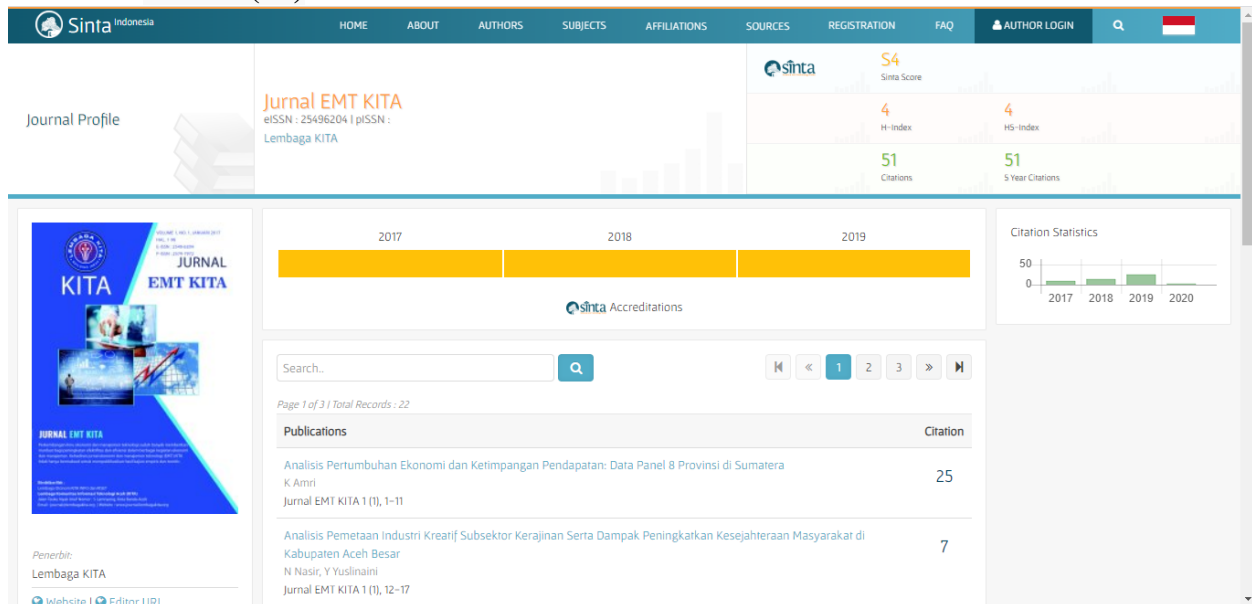 Sinta Indonesia
HOME ABOUT AUTHORS SUBJECTS AFFILIATIONS SOURCES REGISTRATION FAQ AUTHOR LOGIN
Journal Profile
Jurnal EMT KITA
eISSN : 25496204 | pISSN :
Lembaga KITA
sinta
S4
Sinta Score
4
H-Index
4
H5-Index
51
Citations
51
5 Year Citations
KITA
JURNAL
EMT KITA
JURNAL EMT KITA
Penerbit:
Lembaga KITA
Website | Editor URL
2017 2018 2019
sinta Accreditations
Search..
« 1 2 3 »
Page 1 of 3 | Total Records : 22
Publications Citation
Analisis Pertumbuhan Ekonomi dan Ketimpangan Pendapatan: Data Panel 8 Provinsi di Sumatera
K Amri
Jurnal EMT KITA 1 (1), 1-11
25
Analisis Pemetaan Industri Kreatif Subsektor Kerajinan Serta Dampak Peningkatkan Kesejahteraan Masyarakat di
Kabupaten Aceh Besar
N Nasir, Y Yuslinaini
Jurnal EMT KITA 1 (1), 12-17
7
Citation Statistics
50
0
2017 2018 2019 2020